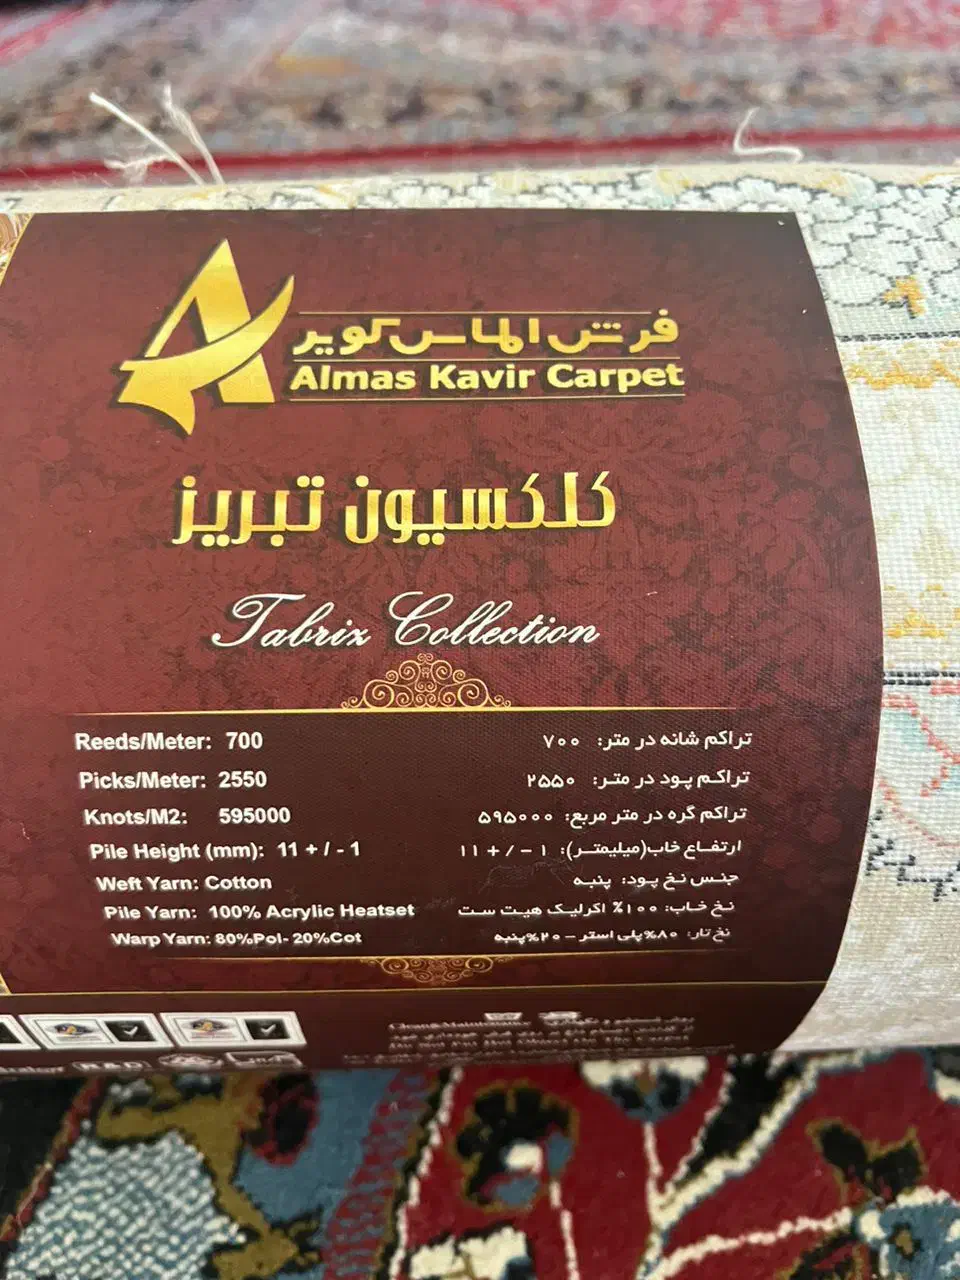 فرش الماس کویر
Almas Kavir Carpet
کلکسیون تبریز
Tabriz Collection
Reeds/Meter: 700
تراکم شانه در متر: ۷۰۰
Picks/Meter: 2550
تراکم پود در متر: ۲۵۵۰
Knots/M2: 595000
تراکم گره در متر مربع: ۵۹۵۰۰۰
Pile Height (mm): 11 + / - 1
ارتفاع خاب(میلیمتر): ۱ - / + ۱۱
Weft Yarn: Cotton
جنس نخ پود: پنبه
Pile Yarn: 100% Acrylic Heatset
نخ خاب: ۱۰۰% اکرلیک هیت ست
Warp Yarn: 80%Pol- 20%Cot
نخ تار: ۸۰%پلی استر – ۲۰%پنبه
Clean&Maintenance